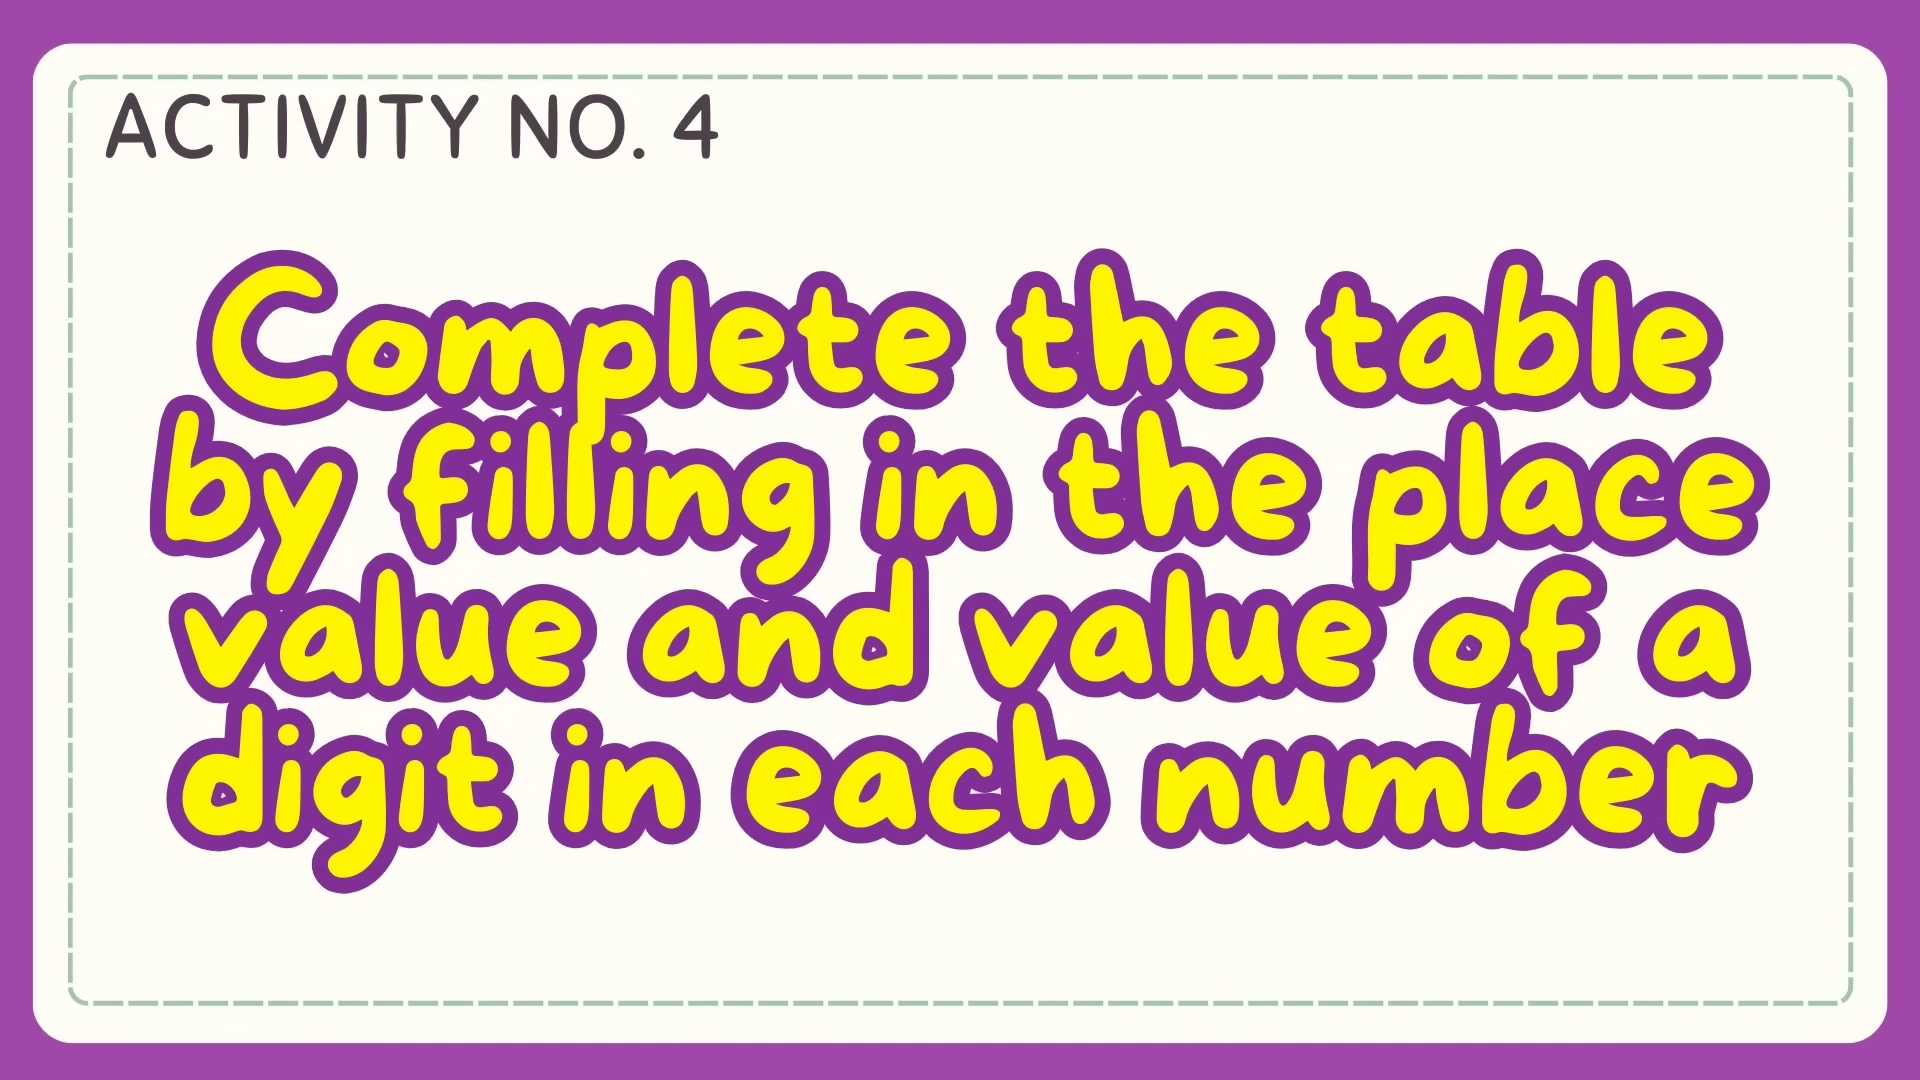 ACTIVITY NO. 4
Complete the table
by filling in the place
value and value of a
digit in each number